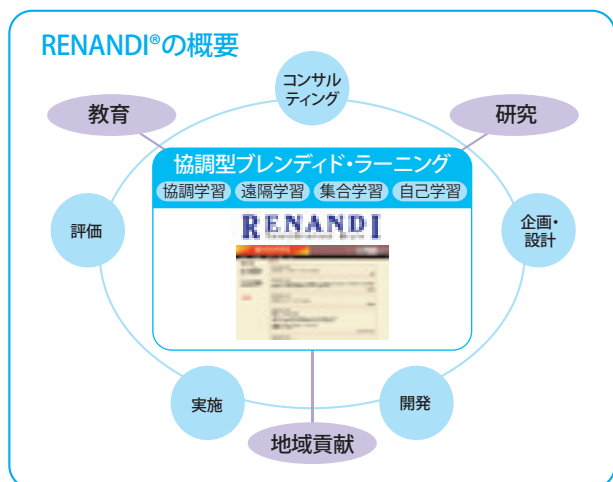 RENANDI®の概要
コンサル
ティング
教育
研究
協調型ブレンディド・ラーニング
協調学習 遠隔学習 集合学習 自己学習
RENANDI
評価
企画・
設計
実施
開発
地域貢献